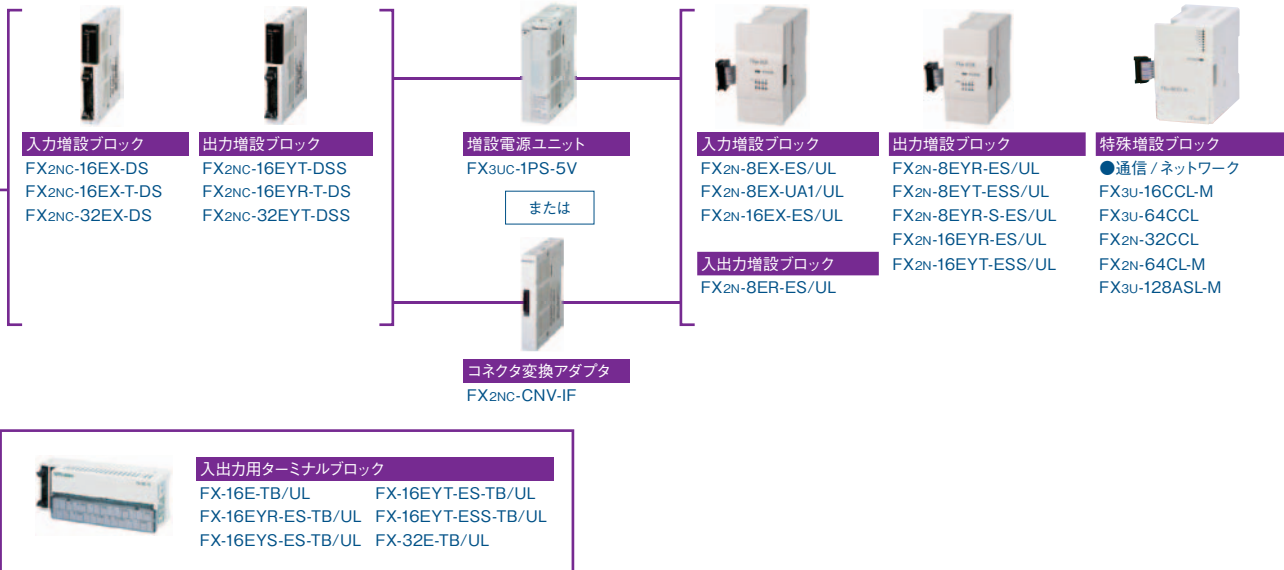 入力増設ブロック
FX2NC-16EX-DS
FX2NC-16EX-T-DS
FX2NC-32EX-DS
出力増設ブロック
FX2NC-16EYT-DSS
FX2NC-16EYR-T-DS
FX2NC-32EYT-DSS
増設電源ユニット
FX3UC-1PS-5V
または
コネクタ変換アダプタ
FX2NC-CNV-IF
入力増設ブロック
FX2N-8EX-ES/UL
FX2N-8EX-UA1/UL
FX2N-16EX-ES/UL
入出力増設ブロック
FX2N-8ER-ES/UL
出力増設ブロック
FX2N-8EYR-ES/UL
FX2N-8EYT-ESS/UL
FX2N-8EYR-S-ES/UL
FX2N-16EYR-ES/UL
FX2N-16EYT-ESS/UL
特殊増設ブロック
●通信 / ネットワーク
FX3U-16CCL-M
FX3U-64CCL
FX2N-32CCL
FX2N-64CL-M
FX3U-128ASL-M
入出力用ターミナルブロック
FX-16E-TB/UL FX-16EYT-ES-TB/UL
FX-16EYR-ES-TB/UL FX-16EYT-ESS-TB/UL
FX-16EYS-ES-TB/UL FX-32E-TB/UL